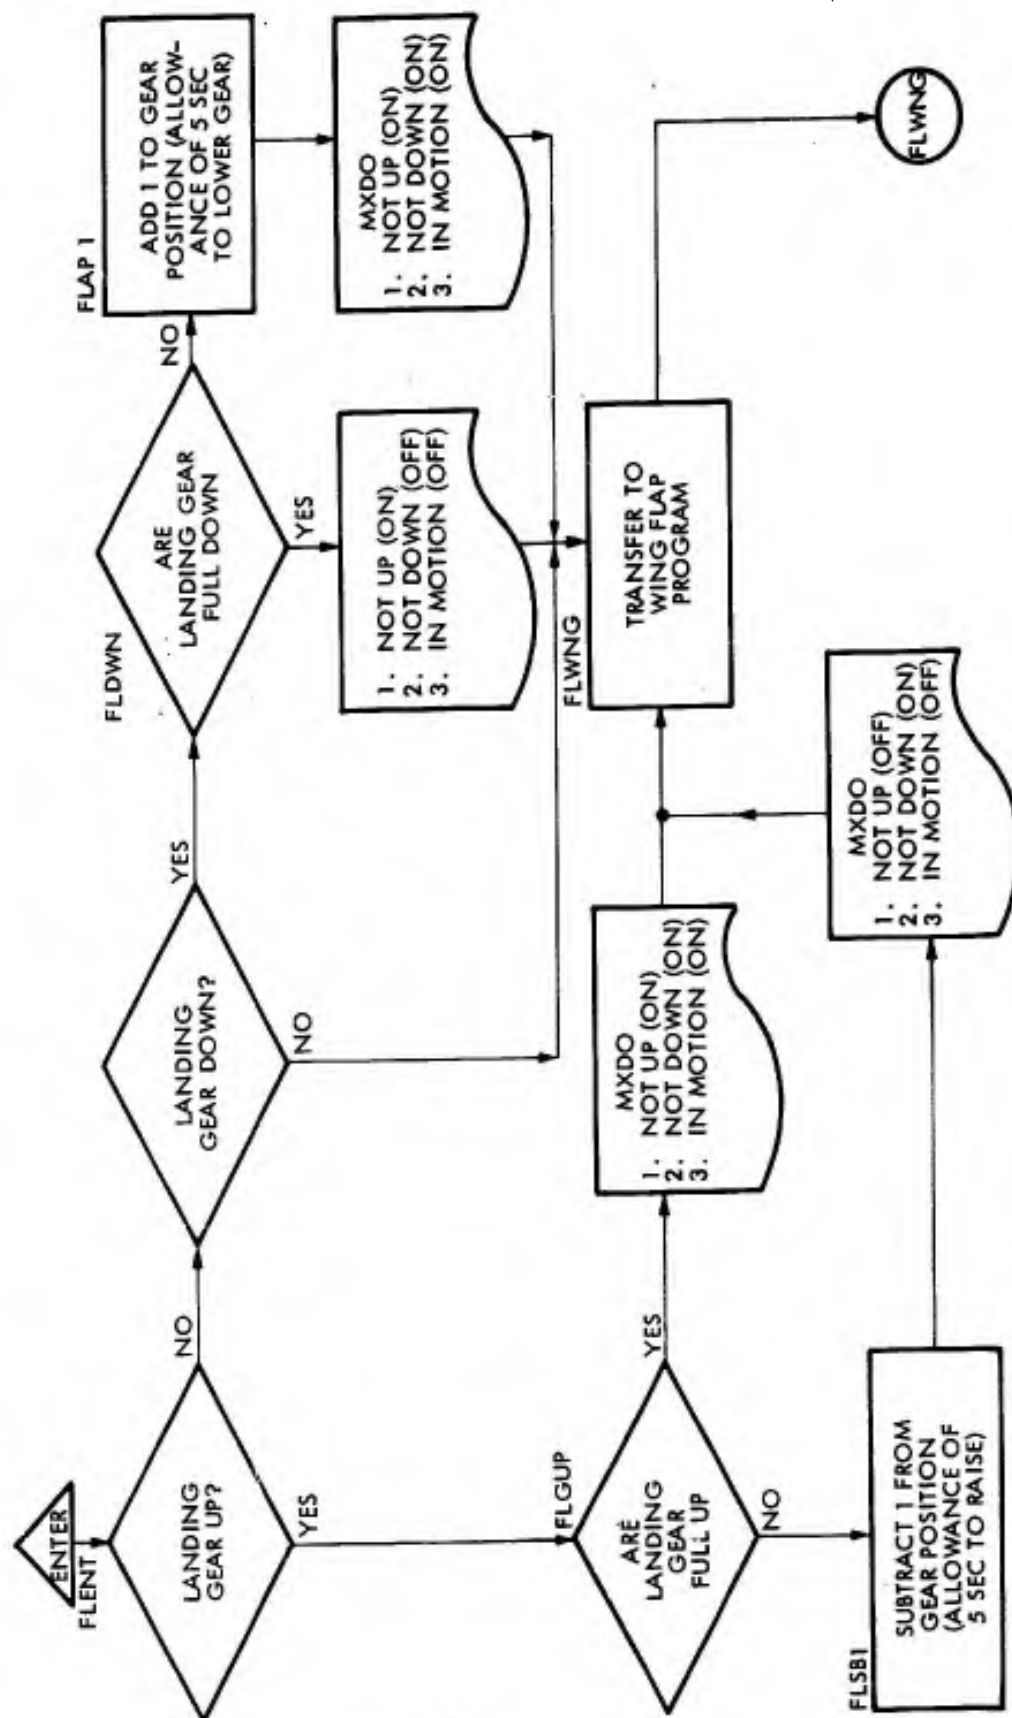 ENTER
FLENT
LANDING
GEAR UP?
NO
YES
LANDING
GEAR DOWN?
YES
NO
FLDWN
ARE
LANDING GEAR
FULL DOWN
NO
YES
FLAP 1
ADD 1 TO GEAR
POSITION (ALLOW-
ANCE OF 5 SEC
TO LOWER GEAR)
MXDO
1. NOT UP (ON)
2. NOT DOWN (ON)
3. IN MOTION (ON)
1. NOT UP (ON)
2. NOT DOWN (OFF)
3. IN MOTION (OFF)
FLWNG
TRANSFER TO
WING FLAP
PROGRAM
FLWNG
FLGUP
ARE
LANDING
GEAR
FULL UP
YES
NO
MXDO
1. NOT UP (ON)
2. NOT DOWN (ON)
3. IN MOTION (ON)
MXDO
1. NOT UP (OFF)
2. NOT DOWN (ON)
3. IN MOTION (OFF)
FLSB1
SUBTRACT 1 FROM
GEAR POSITION
(ALLOWANCE OF
5 SEC TO RAISE)